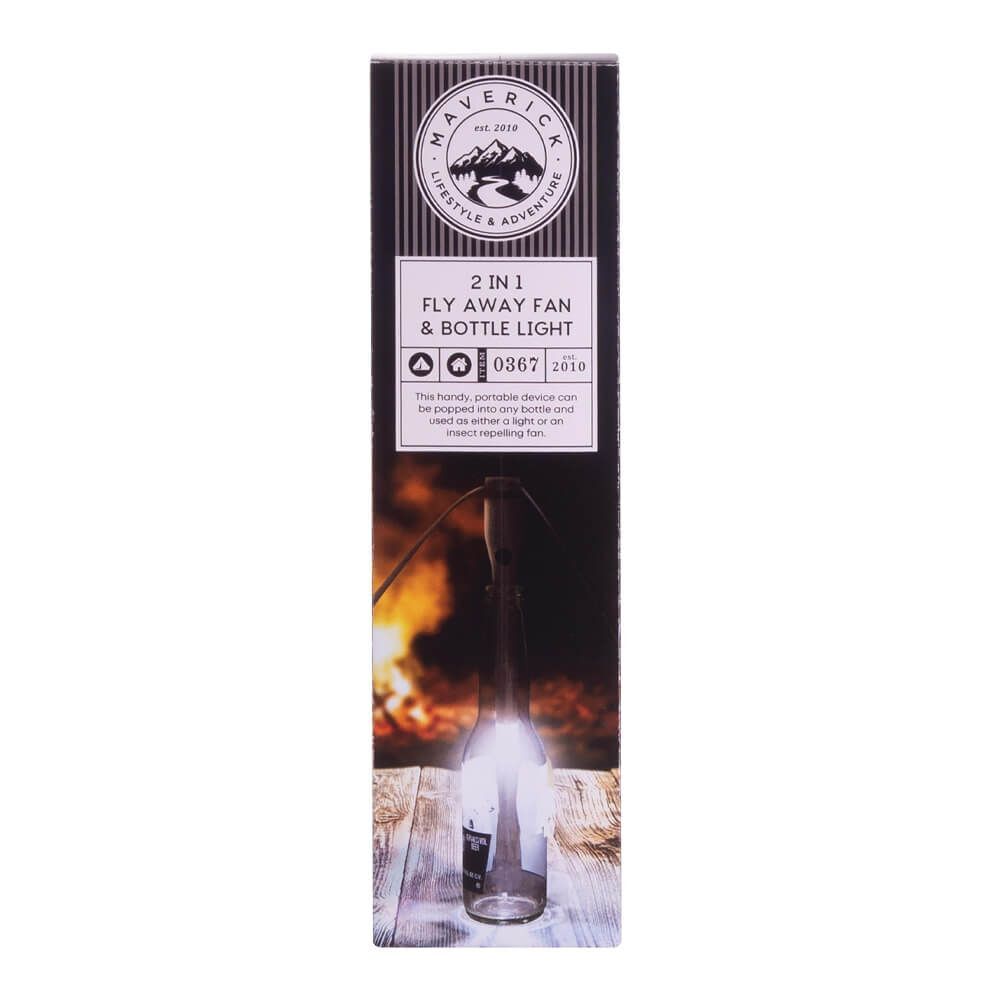 MAVERICK
est. 2010
· LIFESTYLE & ADVENTURE ·
2 IN 1
FLY AWAY FAN
& BOTTLE LIGHT
ITEM 0367 est. 2010
This handy, portable device can
be popped into any bottle and
used as either a light or an
insect repelling fan.
BEER